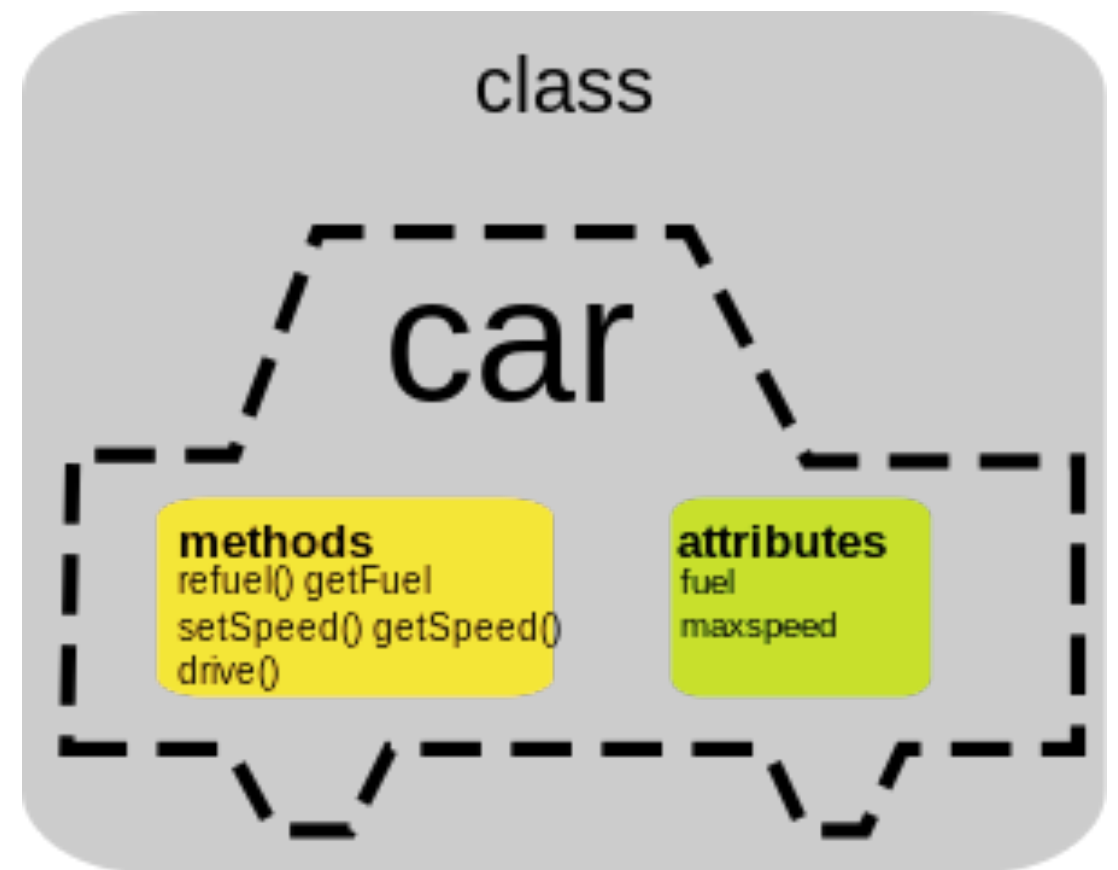 class
car
methods
refuel() getFuel
setSpeed() getSpeed()
drive()
attributes
fuel
maxspeed